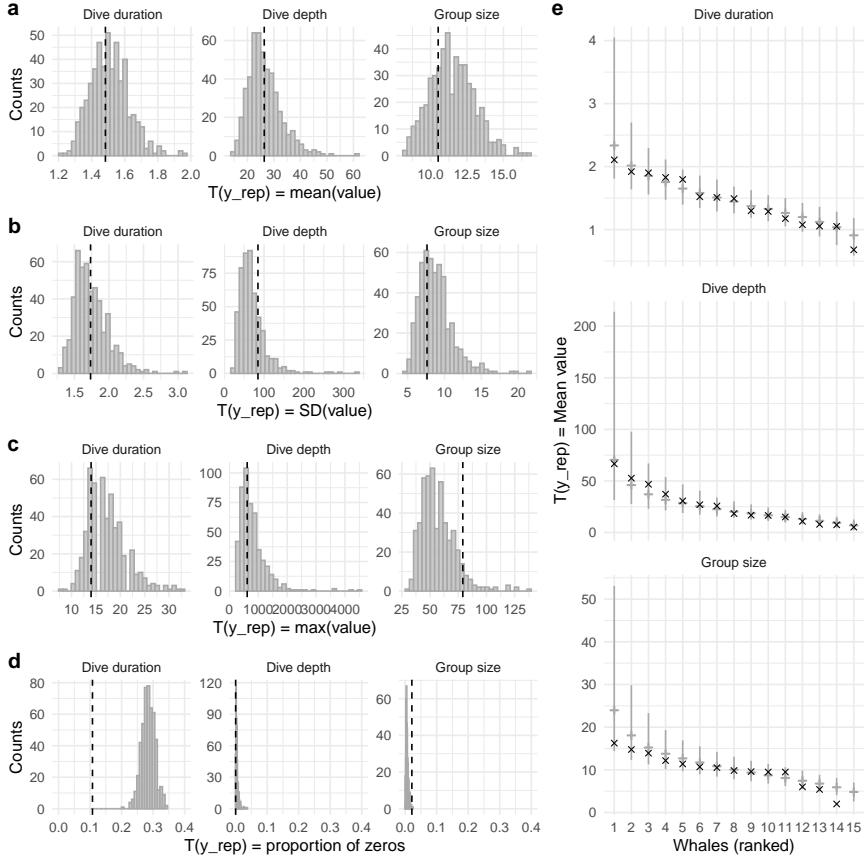 a
Dive duration Dive depth Group size
Counts
50
40
30
20
10
0
60
40
20
0
40
30
20
10
0
1.2 1.4 1.6 1.8 2.0 20 30 40 50 60 10.0 12.5 15.0
T(y_rep) = mean(value)
b
Dive duration Dive depth Group size
Counts
60
40
20
0
75
50
25
0
60
40
20
0
1.5 2.0 2.5 3.0 0 100 200 300 5 10 15 20
T(y_rep) = SD(value)
c
Dive duration Dive depth Group size
Counts
60
40
20
0
100
75
50
25
0
60
40
20
0
10 15 20 25 30 0 1000 2000 3000 4000 25 50 75 100 125
T(y_rep) = max(value)
d
Dive duration Dive depth Group size
Counts
80
60
40
20
0
120
90
60
30
0
60
40
20
0
0.0 0.1 0.2 0.3 0.4 0.0 0.1 0.2 0.3 0.4 0.0 0.1 0.2 0.3 0.4
T(y_rep) = proportion of zeros
e
Dive duration
4
3
2
1
Dive depth
T(y_rep) = Mean value
200
150
100
50
0
Group size
50
40
30
20
10
0
1 2 3 4 5 6 7 8 9 10 11 12 13 14 15
Whales (ranked)